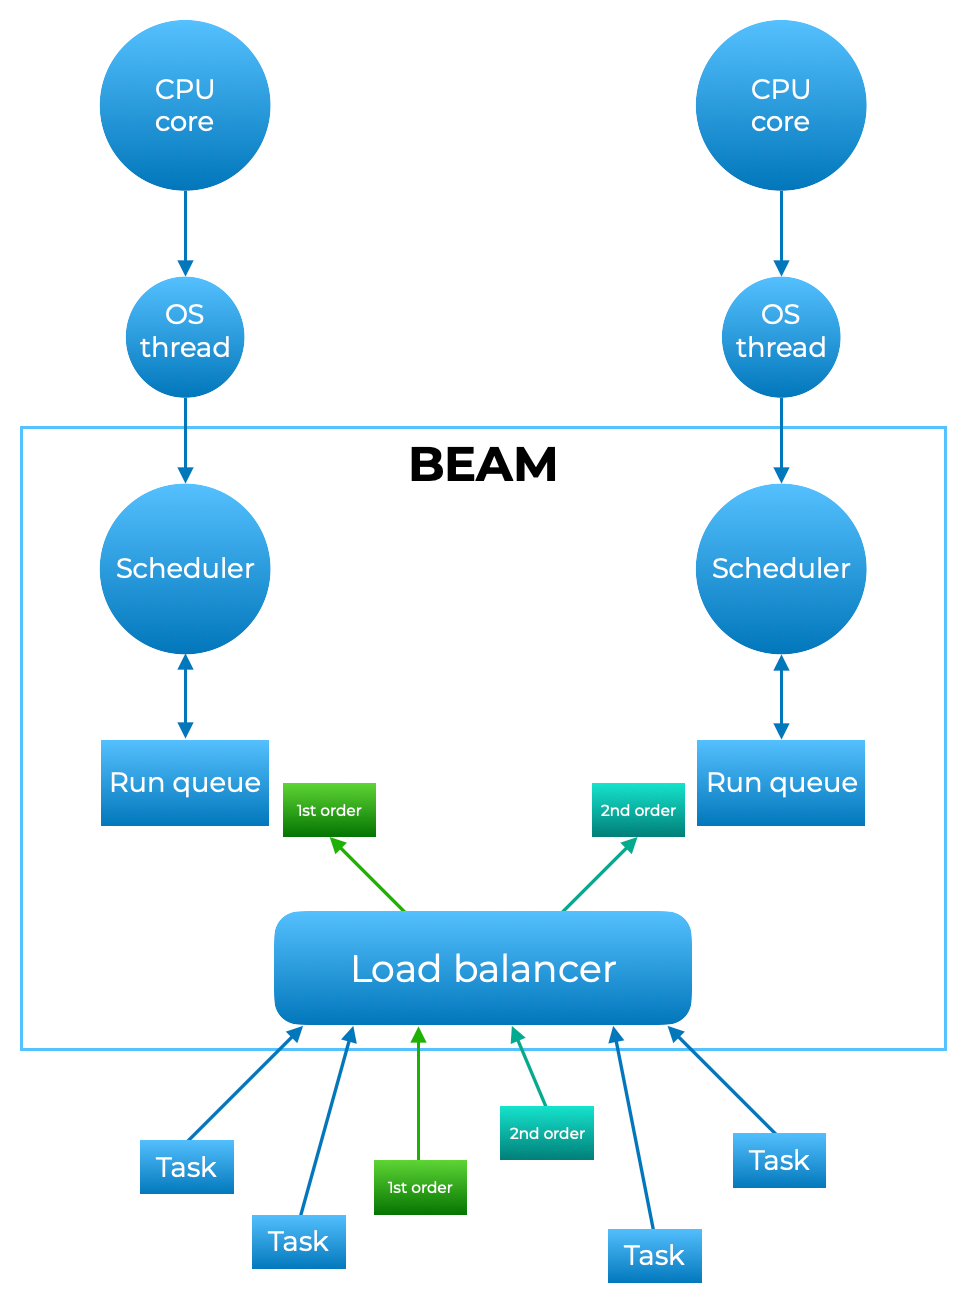 CPU
core
CPU
core
OS
thread
OS
thread
BEAM
Scheduler
Scheduler
Run queue
Run queue
1st order
2nd order
Load balancer
2nd order
Task
Task
1st order
Task
Task